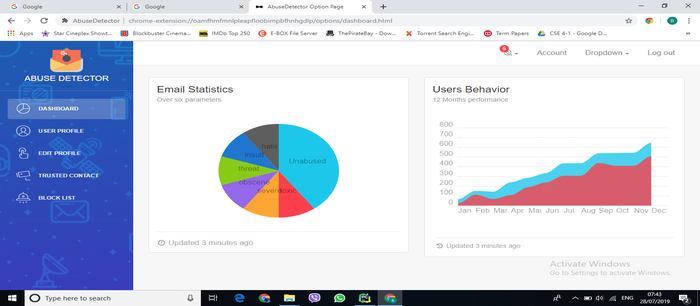 Google
Google
AbuseDetector Option Page
AbuseDetector | chrome-extension://oamfhmfmnlpleapfloobimpbfhnhgdlp/options/dashboard.html
Apps
Star Cineplex Showt...
Blockbuster Cinema...
IMDb Top 250
E-BOX File Server
ThePirateBay - Dow...
Torrent Search Engi...
Term Papers
CSE 4-1 - Google D...
ABUSE DETECTOR
DASHBOARD
USER PROFILE
EDIT PROFILE
TRUSTED CONTACT
BLOCK LIST
5
Account
Dropdown
Log out
Email Statistics
Over six parameters
hate
insult
Unabused
threat
obscene
severe
Updated 3 minutes ago
Users Behavior
12 Months performance
800
700
600
500
400
300
200
100
0
Jan Feb Mar Apr Mai Jun Jul Aug Sep Oct Nov Dec
Updated 3 minutes ago
Activate Windows
Go to Settings to activate Windows.
Type here to search
ENG
07:43
28/07/2019
2